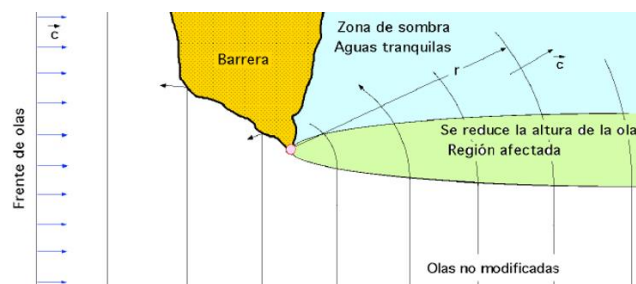 Frente de olas
c
Barrera
Zona de sombra
Aguas tranquilas
r
c
Se reduce la altura de la ola
Región afectada
Olas no modificadas